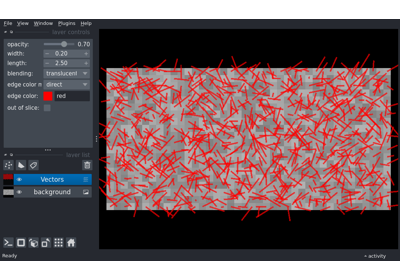 File View Window Plugins Help
layer controls
opacity: 0.70
width: 0.20
length: 2.50
blending: translucent
edge color m direct
edge color: red
out of slice:
layer list
Vectors
background
Ready
activity